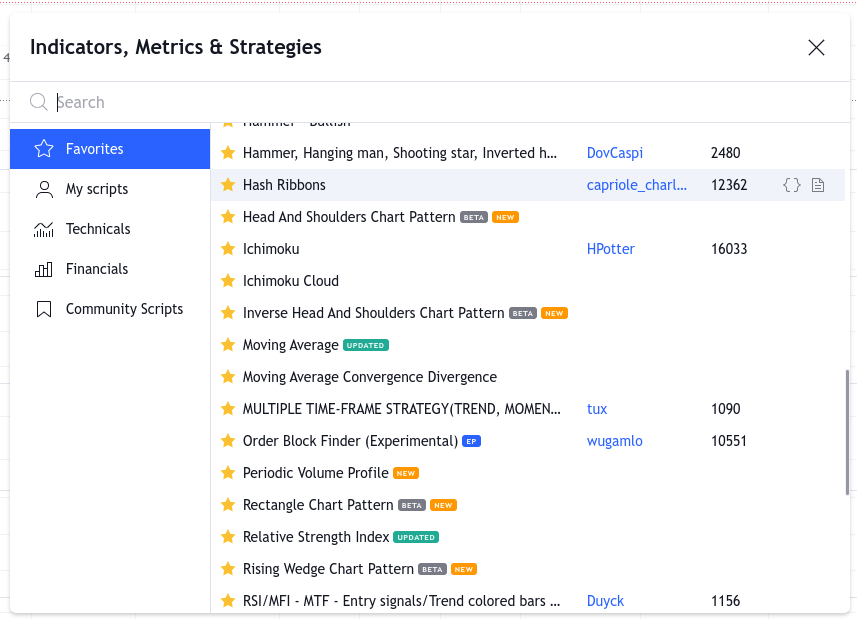 Indicators, Metrics & Strategies
4
Search
Favorites
My scripts
Technicals
Financials
Community Scripts
Hammer - Bullish
Hammer, Hanging man, Shooting star, Inverted h... DovCaspi 2480
Hash Ribbons capriole_charl... 12362 {}
Head And Shoulders Chart Pattern BETA NEW
Ichimoku HPotter 16033
Ichimoku Cloud
Inverse Head And Shoulders Chart Pattern BETA NEW
Moving Average UPDATED
Moving Average Convergence Divergence
MULTIPLE TIME-FRAME STRATEGY(TREND, MOMEN... tux 1090
Order Block Finder (Experimental) EP wugamlo 10551
Periodic Volume Profile NEW
Rectangle Chart Pattern BETA NEW
Relative Strength Index UPDATED
Rising Wedge Chart Pattern BETA NEW
RSI/MFI - MTF - Entry signals/Trend colored bars ... Duyck 1156